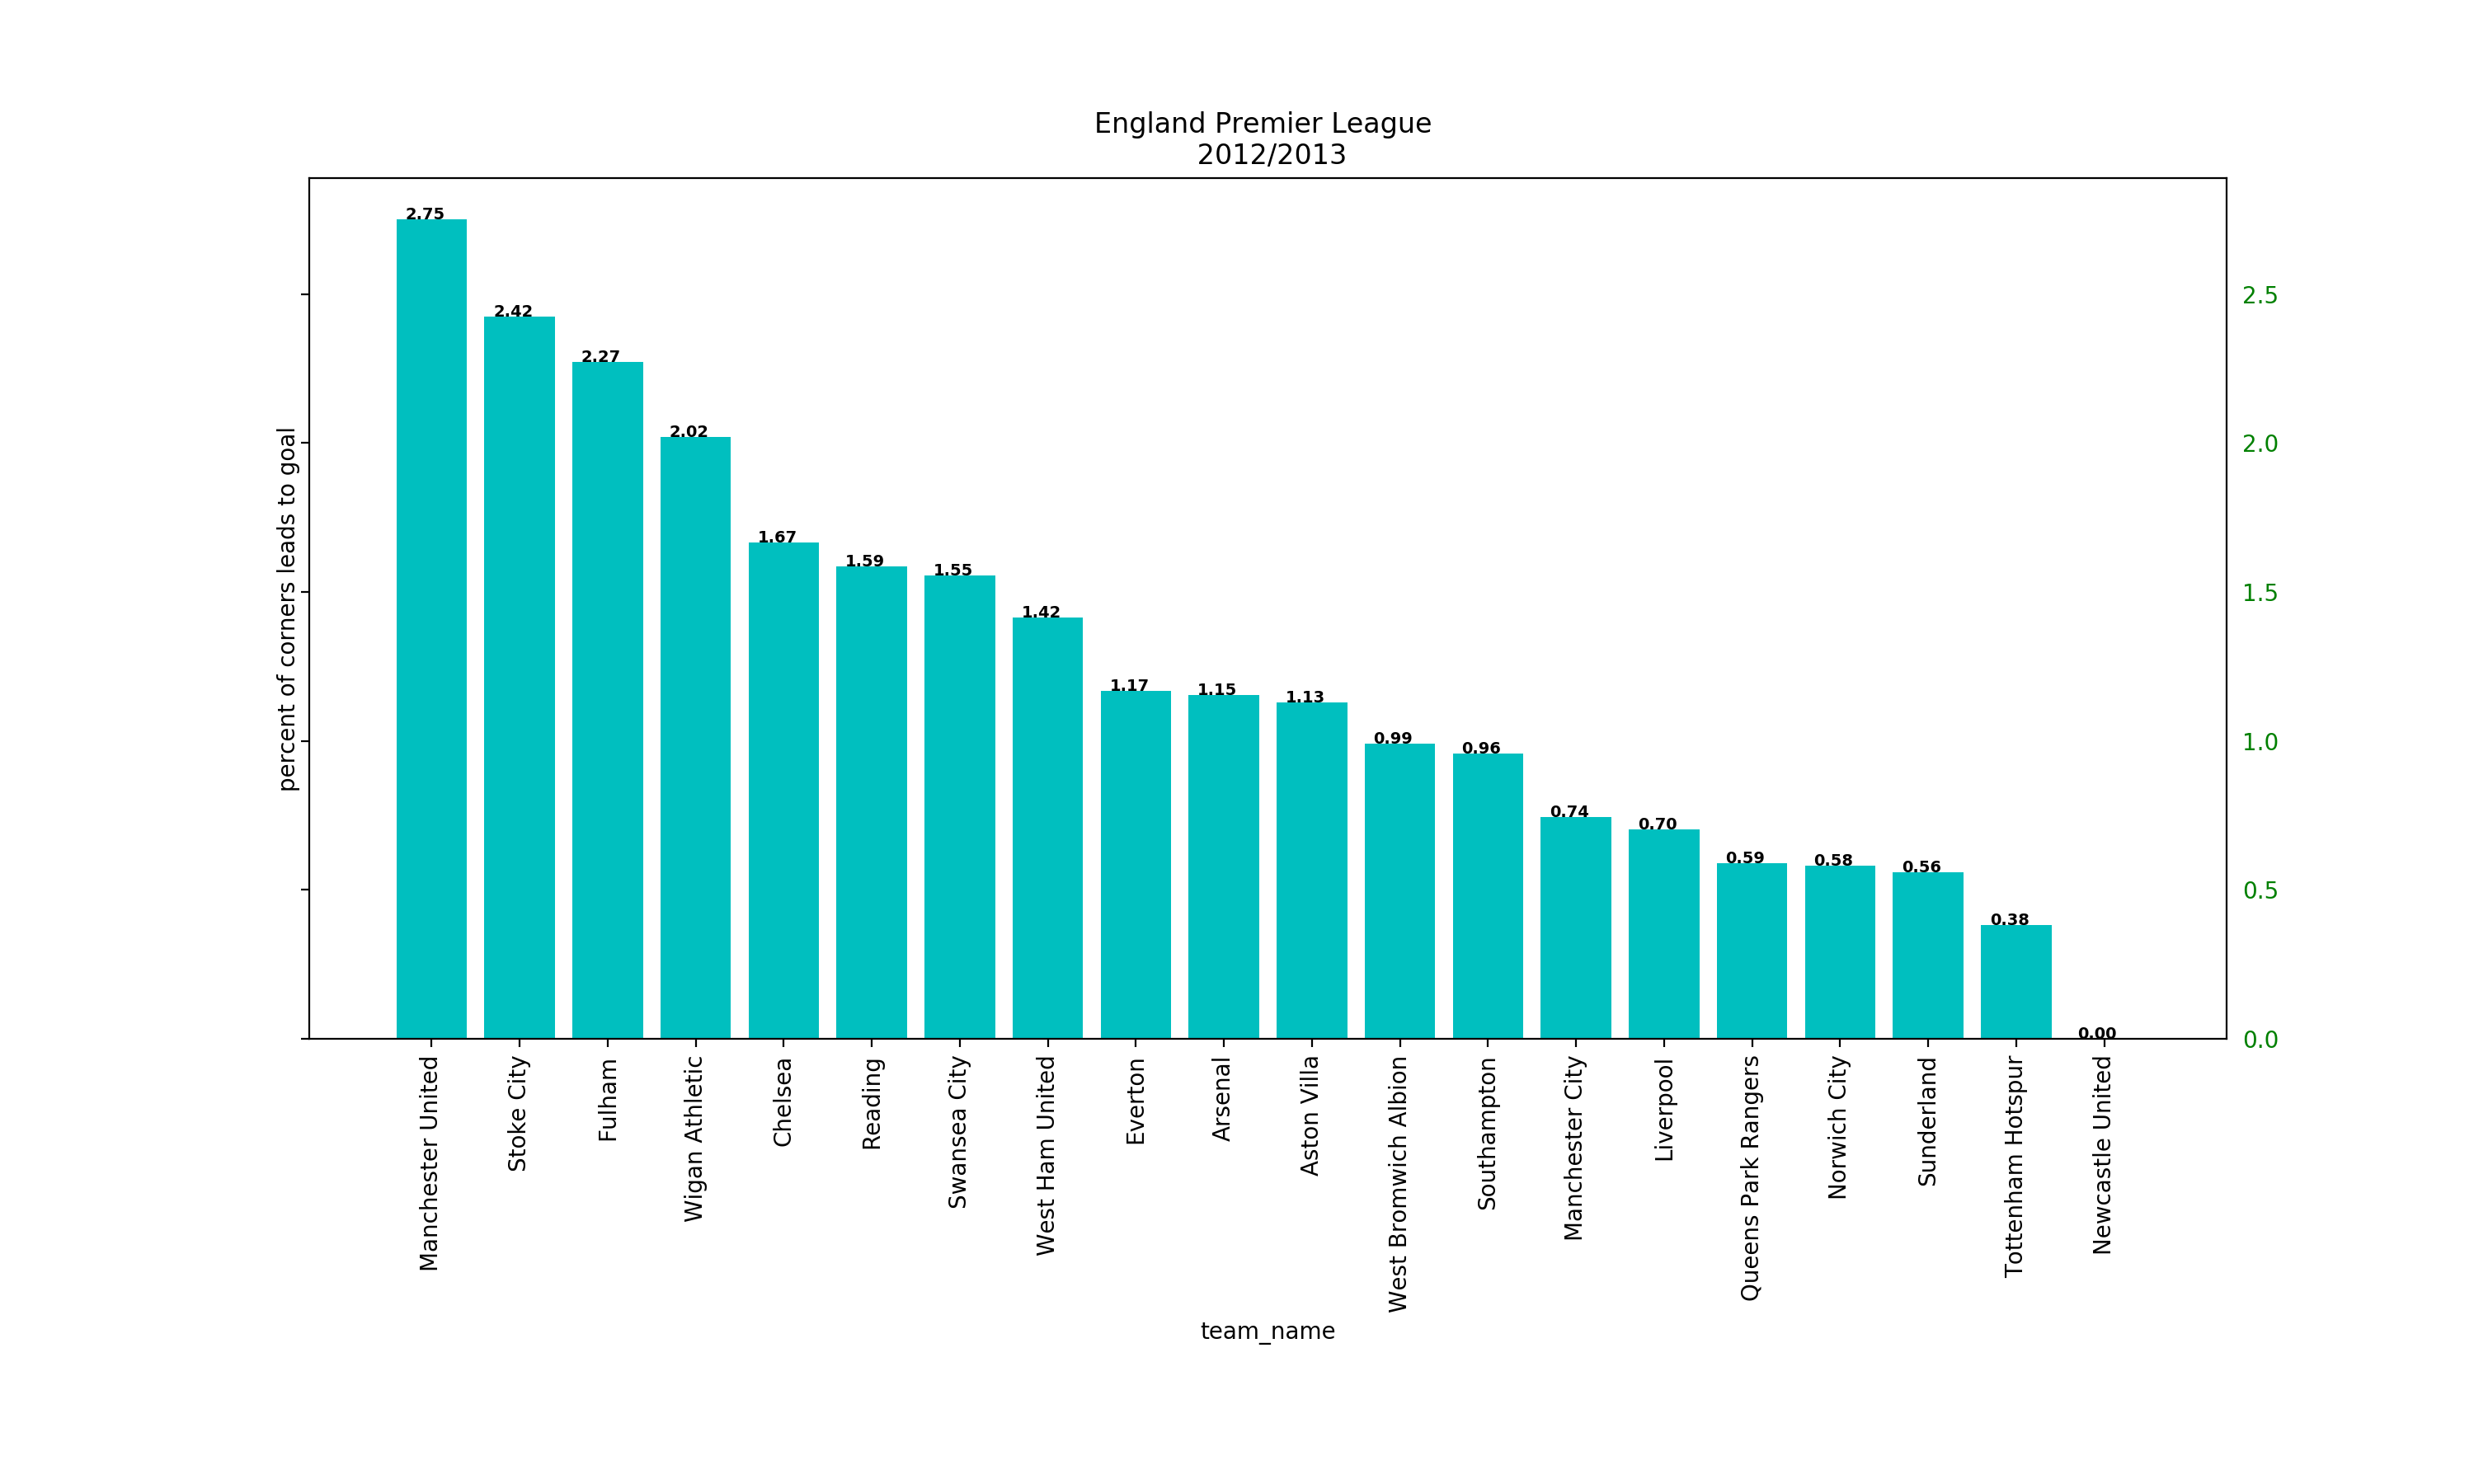 England Premier League
2012/2013
percent of corners leads to goal
2.75
2.42
2.27
2.02
1.67
1.59
1.55
1.42
1.17
1.15
1.13
0.99
0.96
0.74
0.70
0.59
0.58
0.56
0.38
0.00
2.5
2.0
1.5
1.0
0.5
0.0
Manchester United
Stoke City
Fulham
Wigan Athletic
Chelsea
Reading
Swansea City
West Ham United
Everton
Arsenal
Aston Villa
West Bromwich Albion
Southampton
Manchester City
Liverpool
Queens Park Rangers
Norwich City
Sunderland
Tottenham Hotspur
Newcastle United
team_name